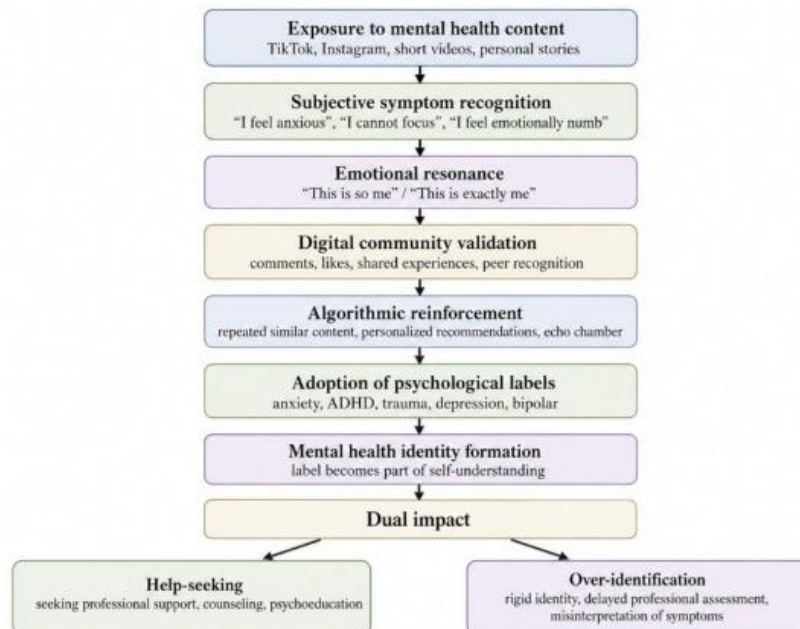 Exposure to mental health content
TikTok, Instagram, short videos, personal stories
Subjective symptom recognition
“I feel anxious”, “I cannot focus”, “I feel emotionally numb”
Emotional resonance
“This is so me” / “This is exactly me”
Digital community validation
comments, likes, shared experiences, peer recognition
Algorithmic reinforcement
repeated similar content, personalized recommendations, echo chamber
Adoption of psychological labels
anxiety, ADHD, trauma, depression, bipolar
Mental health identity formation
label becomes part of self-understanding
Dual impact
Help-seeking
seeking professional support, counseling, psychoeducation
Over-identification
rigid identity, delayed professional assessment,
misinterpretation of symptoms